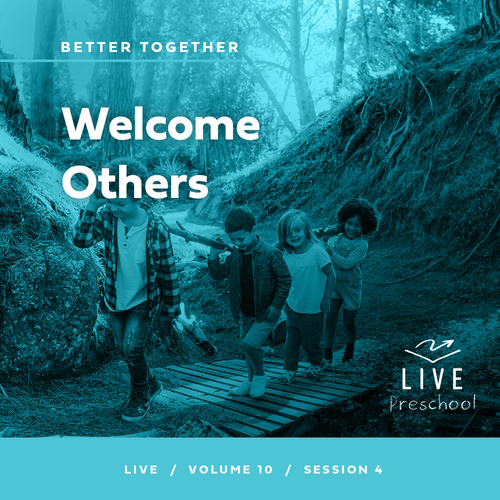 BETTER TOGETHER
Welcome
Others
LIVE
Preschool
LIVE / VOLUME 10 / SESSION 4